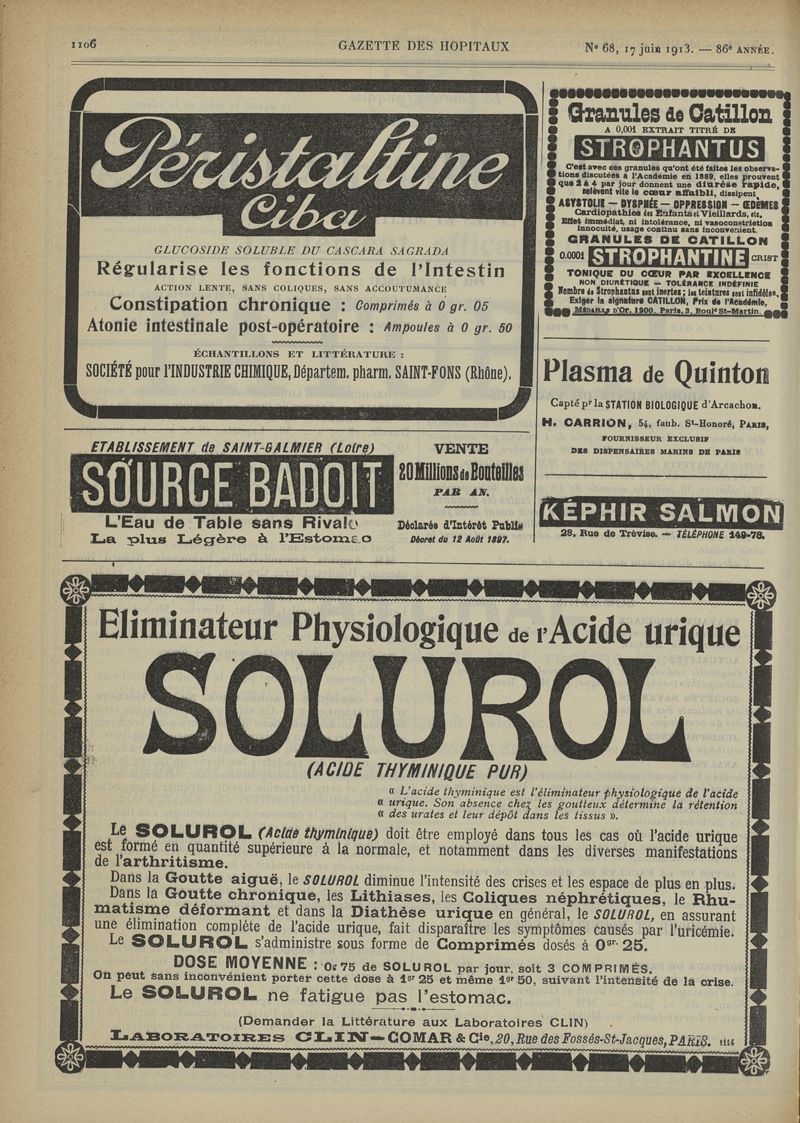 1106
GAZETTE DES HOPITAUX
N° 68, 17 juin 1913. — 86e ANNÉE.
Péristaltine
Ciba
GLUCOSIDE SOLUBLE DU CASCARA SAGRADA
Régularise les fonctions de l'Intestin
ACTION LENTE, SANS COLIQUES, SANS ACCOUTUMANCE
Constipation chronique : Comprimés à 0 gr. 05
Atonie intestinale post-opératoire : Ampoules à 0 gr. 50
ÉCHANTILLONS ET LITTÉRATURE :
SOCIÉTÉ pour l'INDUSTRIE CHIMIQUE, Départem. pharm. SAINT-FONS (Rhône).
Granules de Catillon
A 0,001 EXTRAIT TITRÉ DE
STROPHANTUS
C'est avec ces granules qu'ont été faites les observa-
tions discutées à l'Académie en 1889, elles prouvent
que 2 à 4 par jour donnent une diurèse rapide,
relèvent vite le cœur affaibli, dissipent
ASYSTOLIE — DYSPNÉE — OPPRESSION — ŒDÈMES
Cardiopathies des Enfants et Vieillards, etc.
Effet immédiat, ni intolérance, ni vasoconstriction
innocuité, usage continu sans inconvénient.
GRANULES DE CATILLON
0.0001 STROPHANTINE CRIST
TONIQUE DU CŒUR PAR EXCELLENCE
NON DIURÉTIQUE — TOLÉRANCE INDÉFINIE
Nombre de Strophantus sont inertes; les teintures sont infidèles,
Exiger la signature CATILLON, Prix de l'Académie,
MÉDAILLE D'OR, 1900, Paris, 3, Bould St-Martin.
Plasma de Quinton
Capté pr la STATION BIOLOGIQUE d'Arcachon.
H. CARRION, 54, faub. St-Honoré, PARIS,
FOURNISSEUR EXCLUSIF
DES DISPENSAIRES MARINS DE PARIS
KÉPHIR SALMON
28, Rue de Trévise. — TÉLÉPHONE 149-78.
ETABLISSEMENT de SAINT-GALMIER (Loire)
SOURCE BADOIT
L'Eau de Table sans Rivale
La plus Légère à l'Estomac
VENTE
20 Millions de Bouteilles
PAR AN.
Déclarée d'Intérêt Public
Décret du 12 Août 1897.
Eliminateur Physiologique de l'Acide urique
SOLUROL
(ACIDE THYMINIQUE PUR)
« L'acide thyminique est l'éliminateur physiologique de l'acide
« urique. Son absence chez les goutteux détermine la rétention
« des urates et leur dépôt dans les tissus ».
Le SOLUROL (Acide thyminique) doit être employé dans tous les cas où l'acide urique
est formé en quantité supérieure à la normale, et notamment dans les diverses manifestations
de l'arthritisme.
Dans la Goutte aiguë, le SOLUROL diminue l'intensité des crises et les espace de plus en plus.
Dans la Goutte chronique, les Lithiases, les Coliques néphrétiques, le Rhu-
matisme déformant et dans la Diathèse urique en général, le SOLUROL, en assurant
une élimination complète de l'acide urique, fait disparaître les symptômes causés par l'uricémie.
Le SOLUROL s'administre sous forme de Comprimés dosés à 0gr. 25.
DOSE MOYENNE : 0g 75 de SOLUROL par jour, soit 3 COMPRIMÉS.
On peut sans inconvénient porter cette dose à 1gr 25 et même 1gr 50, suivant l'intensité de la crise.
Le SOLUROL ne fatigue pas l'estomac.
(Demander la Littérature aux Laboratoires CLIN)
LABORATOIRES CLIN — COMAR & Cie, 20, Rue des Fossés-St-Jacques, PARIS.